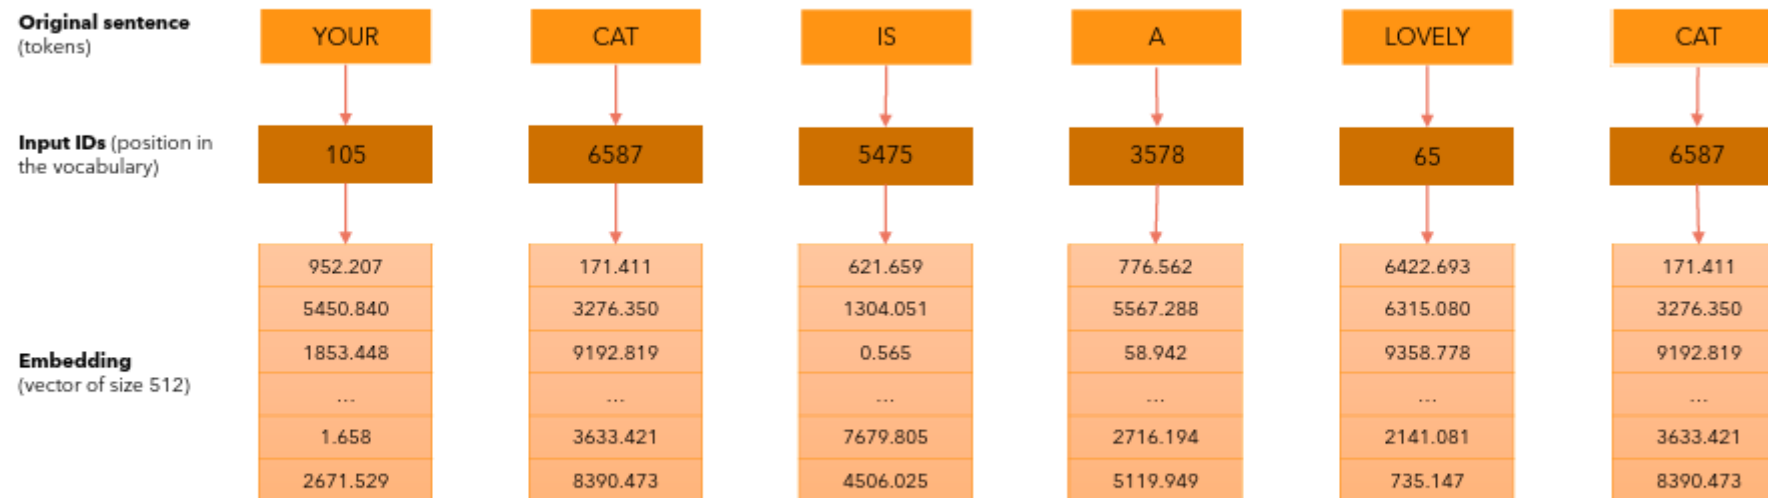 Original sentence
(tokens)
YOUR CAT IS A LOVELY CAT
Input IDs (position in
the vocabulary)
105 6587 5475 3578 65 6587
952.207 171.411 621.659 776.562 6422.693 171.411
5450.840 3276.350 1304.051 5567.288 6315.080 3276.350
1853.448 9192.819 0.565 58.942 9358.778 9192.819
Embedding
(vector of size 512)
... ... ... ... ... ...
1.658 3633.421 7679.805 2716.194 2141.081 3633.421
2671.529 8390.473 4506.025 5119.949 735.147 8390.473